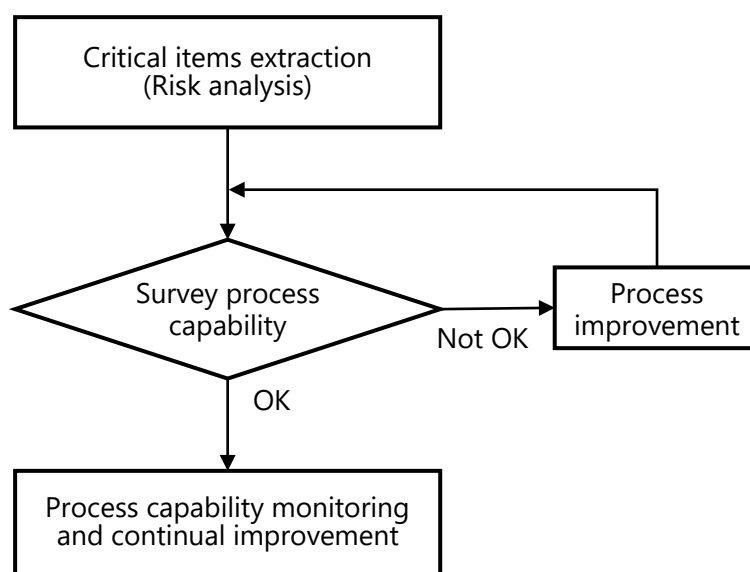 Critical items extraction
(Risk analysis)
Survey process
capability
Process
improvement
Not OK
OK
Process capability monitoring
and continual improvement